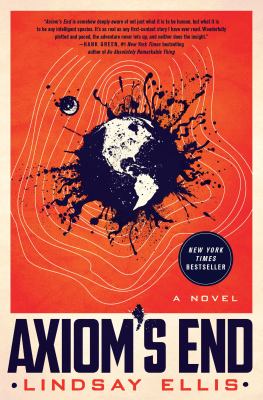 "Axiom's End is somehow deeply aware of not just what it is to be human, but what it is
to be any intelligent species. It's as real as any first-contact story I have ever read. Wonderfully
plotted and paced, the adventure never lets up, and neither does the insight."
—HANK GREEN, #1 New York Times bestselling
author of An Absolutely Remarkable Thing
NEW YORK
TIMES
BESTSELLER
A NOVEL
AXIOM'S END
• LINDSAY ELLIS •